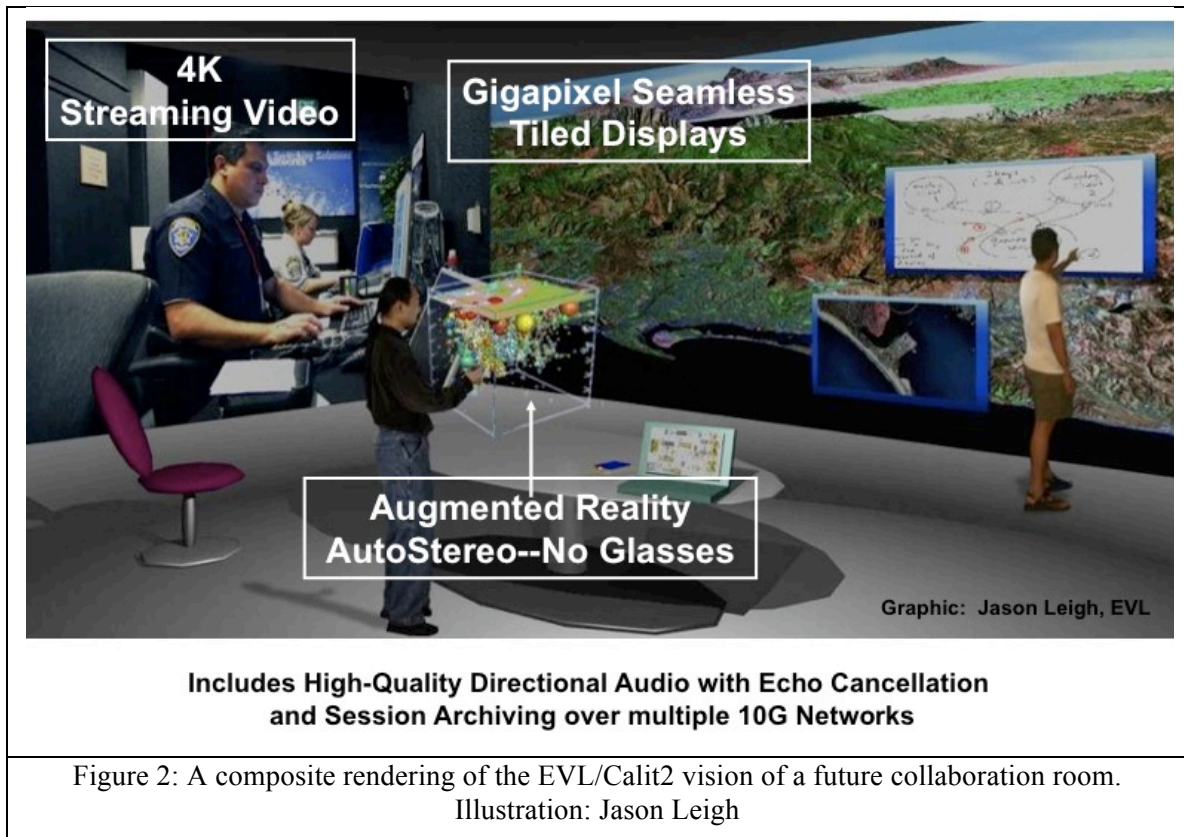 4K
Streaming Video
Gigapixel Seamless
Tiled Displays
Augmented Reality
AutoStereo--No Glasses
Graphic: Jason Leigh, EVL
Includes High-Quality Directional Audio with Echo Cancellation
and Session Archiving over multiple 10G Networks
Figure 2: A composite rendering of the EVL/Calit2 vision of a future collaboration room.
Illustration: Jason Leigh